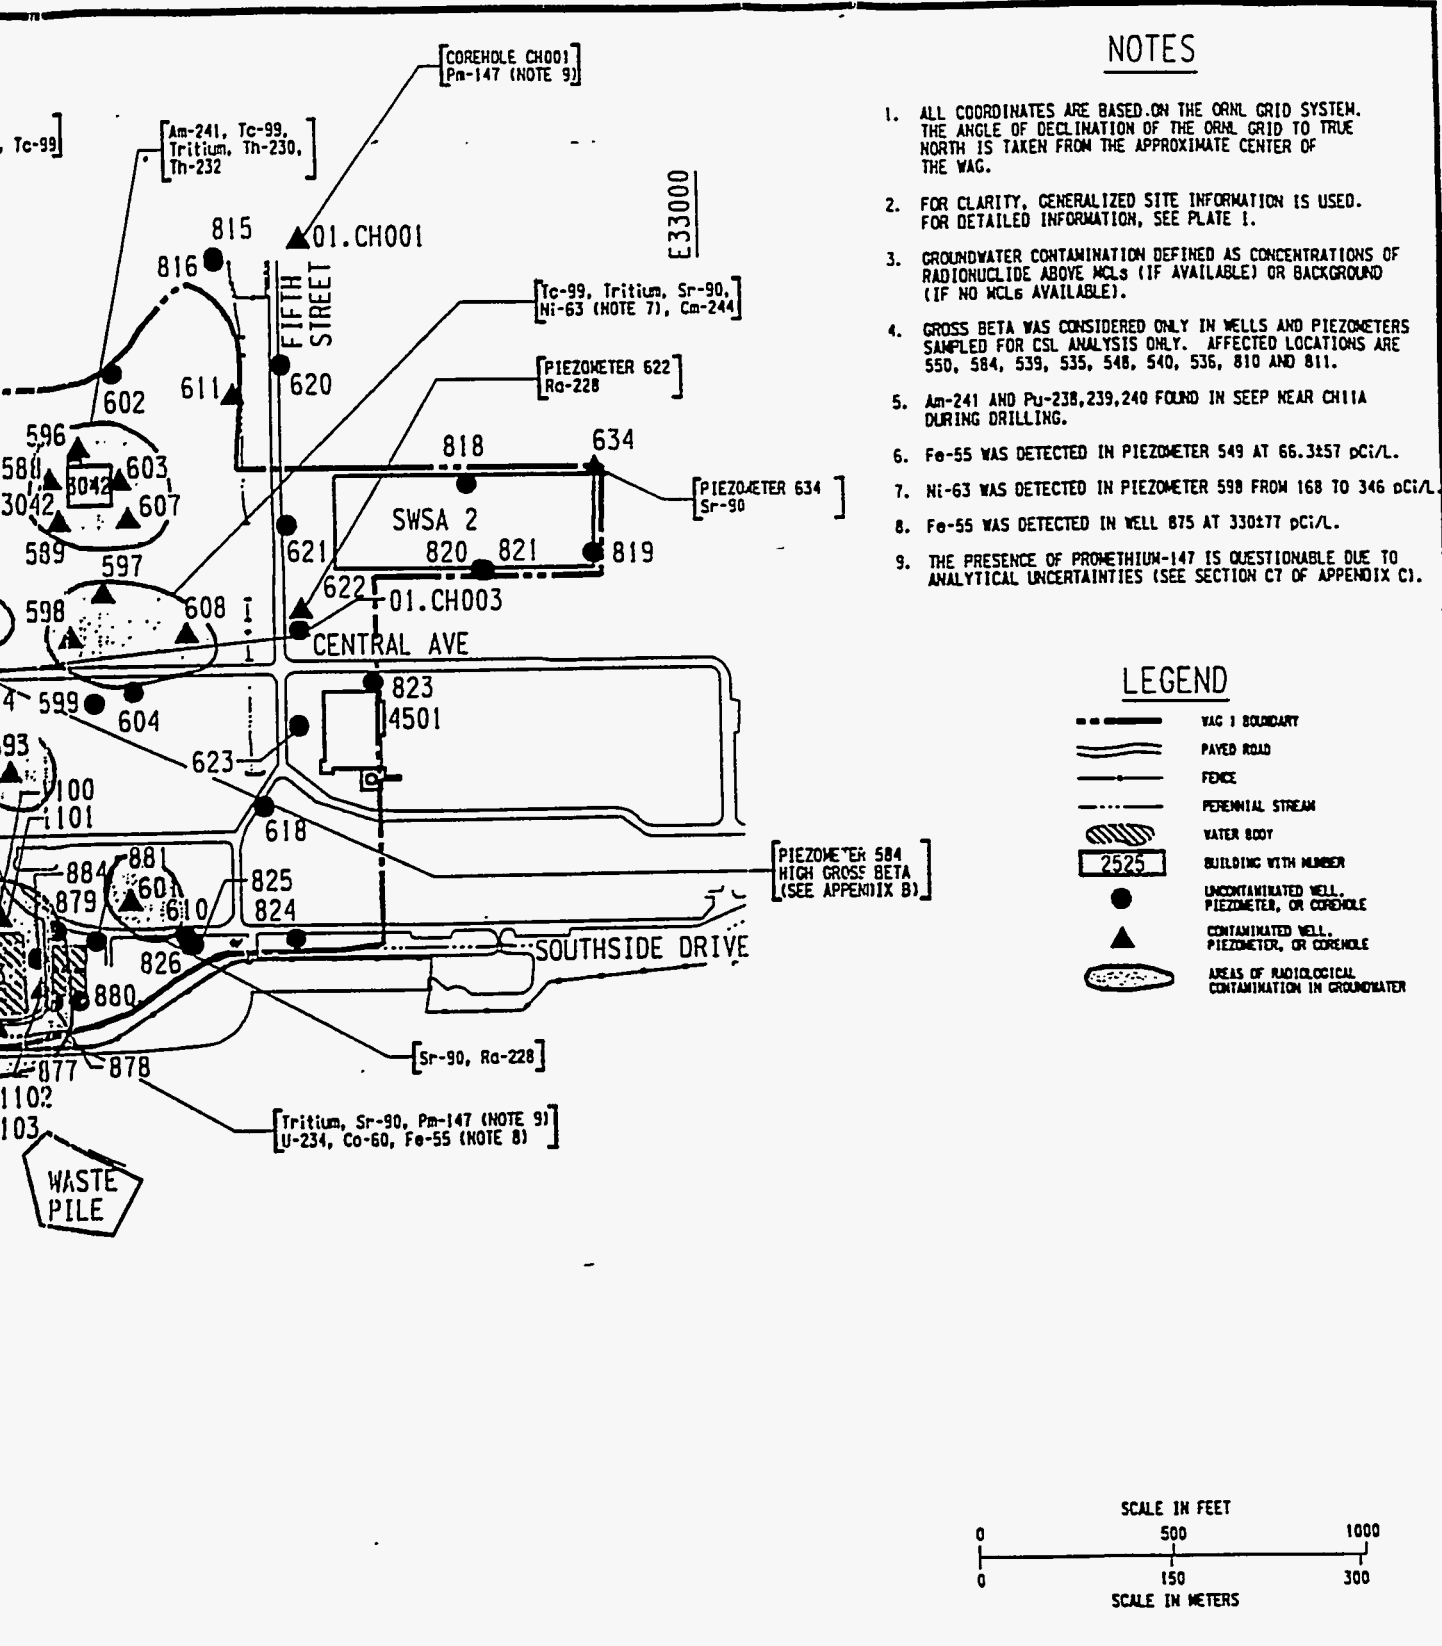 COREHOLE CH001
Pm-147 (NOTE 9)
, Tc-99
Am-241, Tc-99,
Tritium, Th-230,
Th-232
E33000
815
01.CH001
816
FIFTH
STREET
Tc-99, Tritium, Sr-90,
Ni-63 (NOTE 7), Cm-244
620
611
602
PIEZOMETER 622
Ra-228
596
588
603
3042
3042
607
589
818
634
PIEZOMETER 634
Sr-90
SWSA 2
621
820
821
819
597
622
01.CH003
598
608
CENTRAL AVE
4
599
604
823
4501
623
93
100
1101
618
PIEZOMETER 584
HIGH GROSS BETA
(SEE APPENDIX B)
884
881
879
601
610
825
824
826
SOUTHSIDE DRIVE
880
Sr-90, Ra-228
877
878
1102
103
Tritium, Sr-90, Pm-147 (NOTE 9)
U-234, Co-60, Fe-55 (NOTE 8)
WASTE
PILE
NOTES
1. ALL COORDINATES ARE BASED ON THE ORNL GRID SYSTEM.
THE ANGLE OF DECLINATION OF THE ORNL GRID TO TRUE
NORTH IS TAKEN FROM THE APPROXIMATE CENTER OF
THE WAG.
2. FOR CLARITY, GENERALIZED SITE INFORMATION IS USED.
FOR DETAILED INFORMATION, SEE PLATE 1.
3. GROUNDWATER CONTAMINATION DEFINED AS CONCENTRATIONS OF
RADIONUCLIDE ABOVE MCLs (IF AVAILABLE) OR BACKGROUND
(IF NO MCLs AVAILABLE).
4. GROSS BETA WAS CONSIDERED ONLY IN WELLS AND PIEZOMETERS
SAMPLED FOR CSL ANALYSIS ONLY. AFFECTED LOCATIONS ARE
550, 584, 539, 535, 548, 540, 536, 810 AND 811.
5. Am-241 AND Pu-238,239,240 FOUND IN SEEP NEAR CH11A
DURING DRILLING.
6. Fe-55 WAS DETECTED IN PIEZOMETER 549 AT 66.3±57 pCi/L.
7. Ni-63 WAS DETECTED IN PIEZOMETER 598 FROM 168 TO 346 pCi/L.
8. Fe-55 WAS DETECTED IN WELL 875 AT 330±77 pCi/L.
9. THE PRESENCE OF PROMETHIUM-147 IS QUESTIONABLE DUE TO
ANALYTICAL UNCERTAINTIES (SEE SECTION C7 OF APPENDIX C).
LEGEND
WAG 1 BOUNDARY
PAVED ROAD
FENCE
PERENNIAL STREAM
WATER BODY
2525
BUILDING WITH NUMBER
UNCONTAMINATED WELL,
PIEZOMETER, OR COREHOLE
CONTAMINATED WELL,
PIEZOMETER, OR COREHOLE
AREAS OF RADIOLOGICAL
CONTAMINATION IN GROUNDWATER
SCALE IN FEET
0 500 1000
0 150 300
SCALE IN METERS